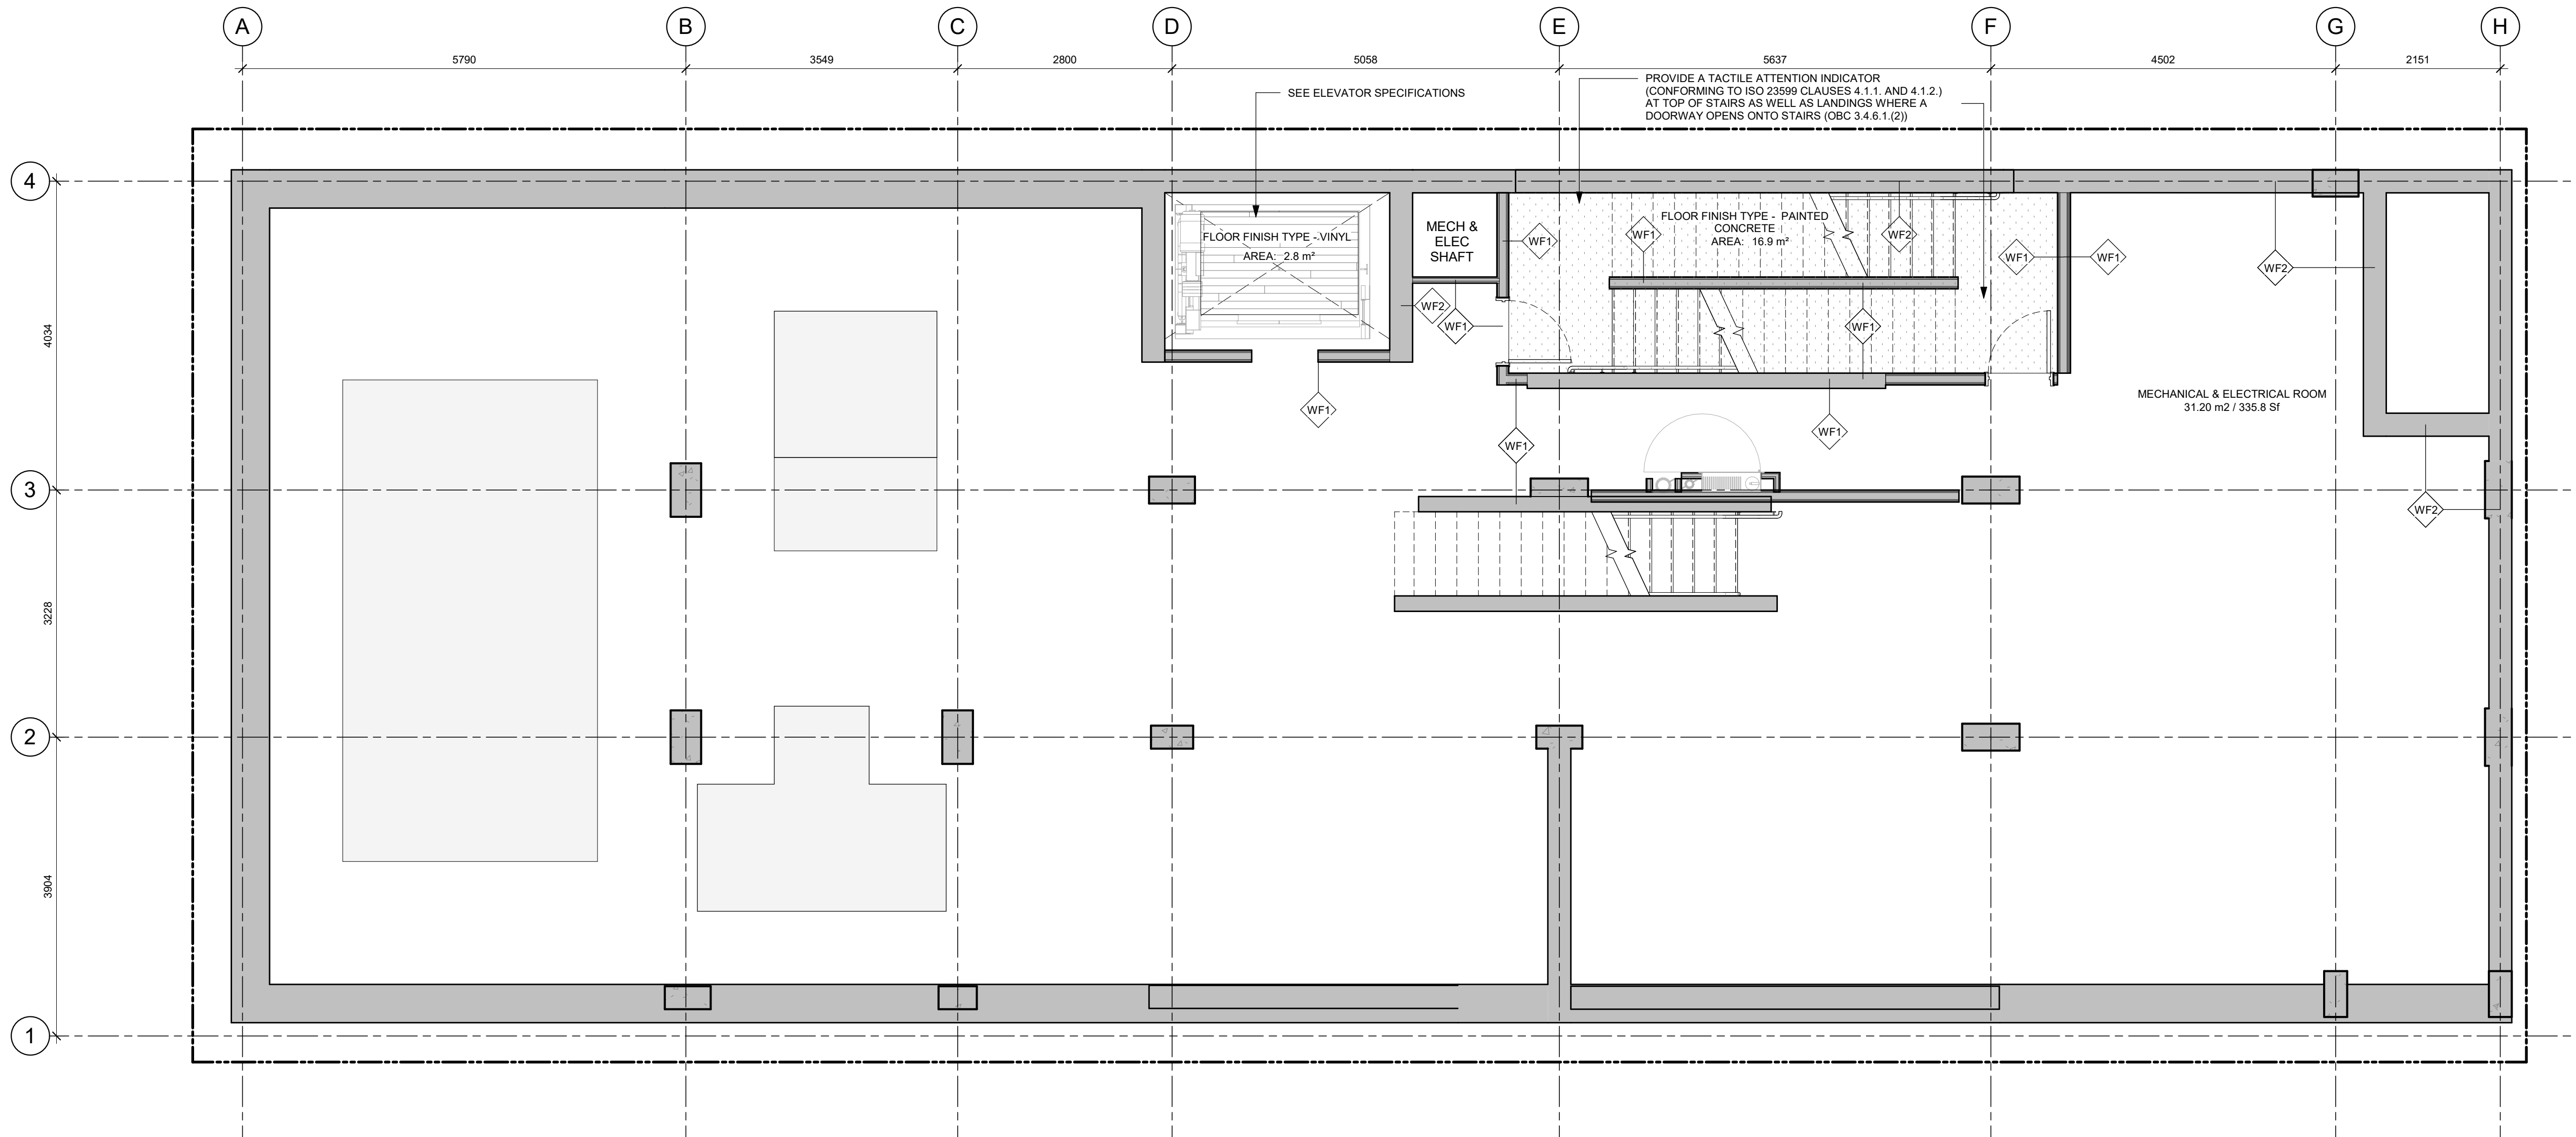 A
B
C
D
E
F
G
H
5790
3549
2800
5058
5637
4502
2151
SEE ELEVATOR SPECIFICATIONS
PROVIDE A TACTILE ATTENTION INDICATOR
(CONFORMING TO ISO 23599 CLAUSES 4.1.1. AND 4.1.2.)
AT TOP OF STAIRS AS WELL AS LANDINGS WHERE A
DOORWAY OPENS ONTO STAIRS (OBC 3.4.6.1.(2))
4
FLOOR FINISH TYPE - VINYL
AREA: 2.8 m²
MECH &
ELEC
SHAFT
WF1
WF1
FLOOR FINISH TYPE - PAINTED
CONCRETE
AREA: 16.9 m²
WF2
WF1
WF1
WF2
WF2
WF1
WF1
4034
MECHANICAL & ELECTRICAL ROOM
31.20 m2 / 335.8 Sf
WF1
WF1
WF1
3
WF2
3228
2
3904
1